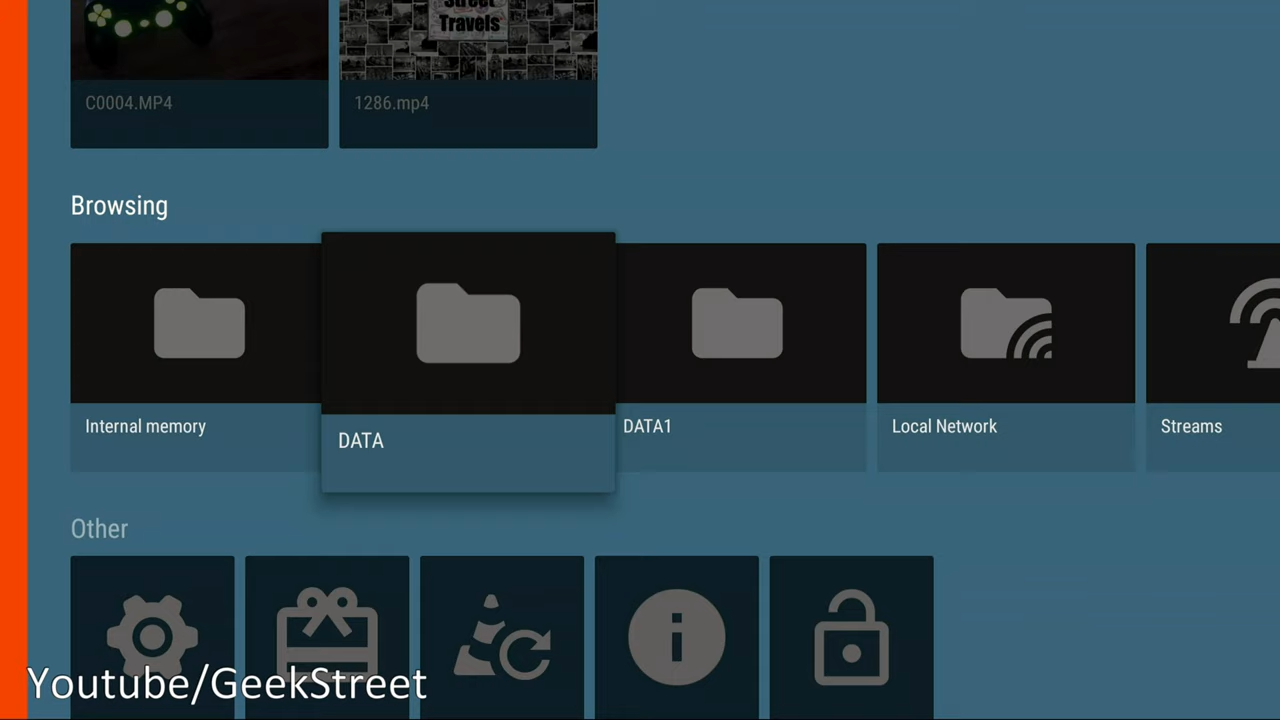 Street
Travels
C0004.MP4
1286.mp4
Browsing
Internal memory
DATA
DATA1
Local Network
Streams
Other
Youtube/GeekStreet